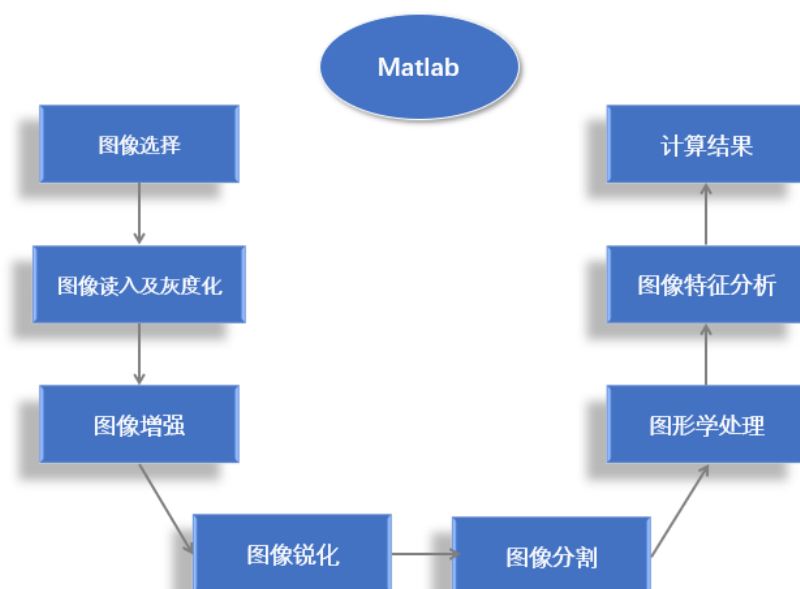 Matlab
图像选择
图像读入及灰度化
图像增强
图像锐化
图像分割
图形学处理
图像特征分析
计算结果